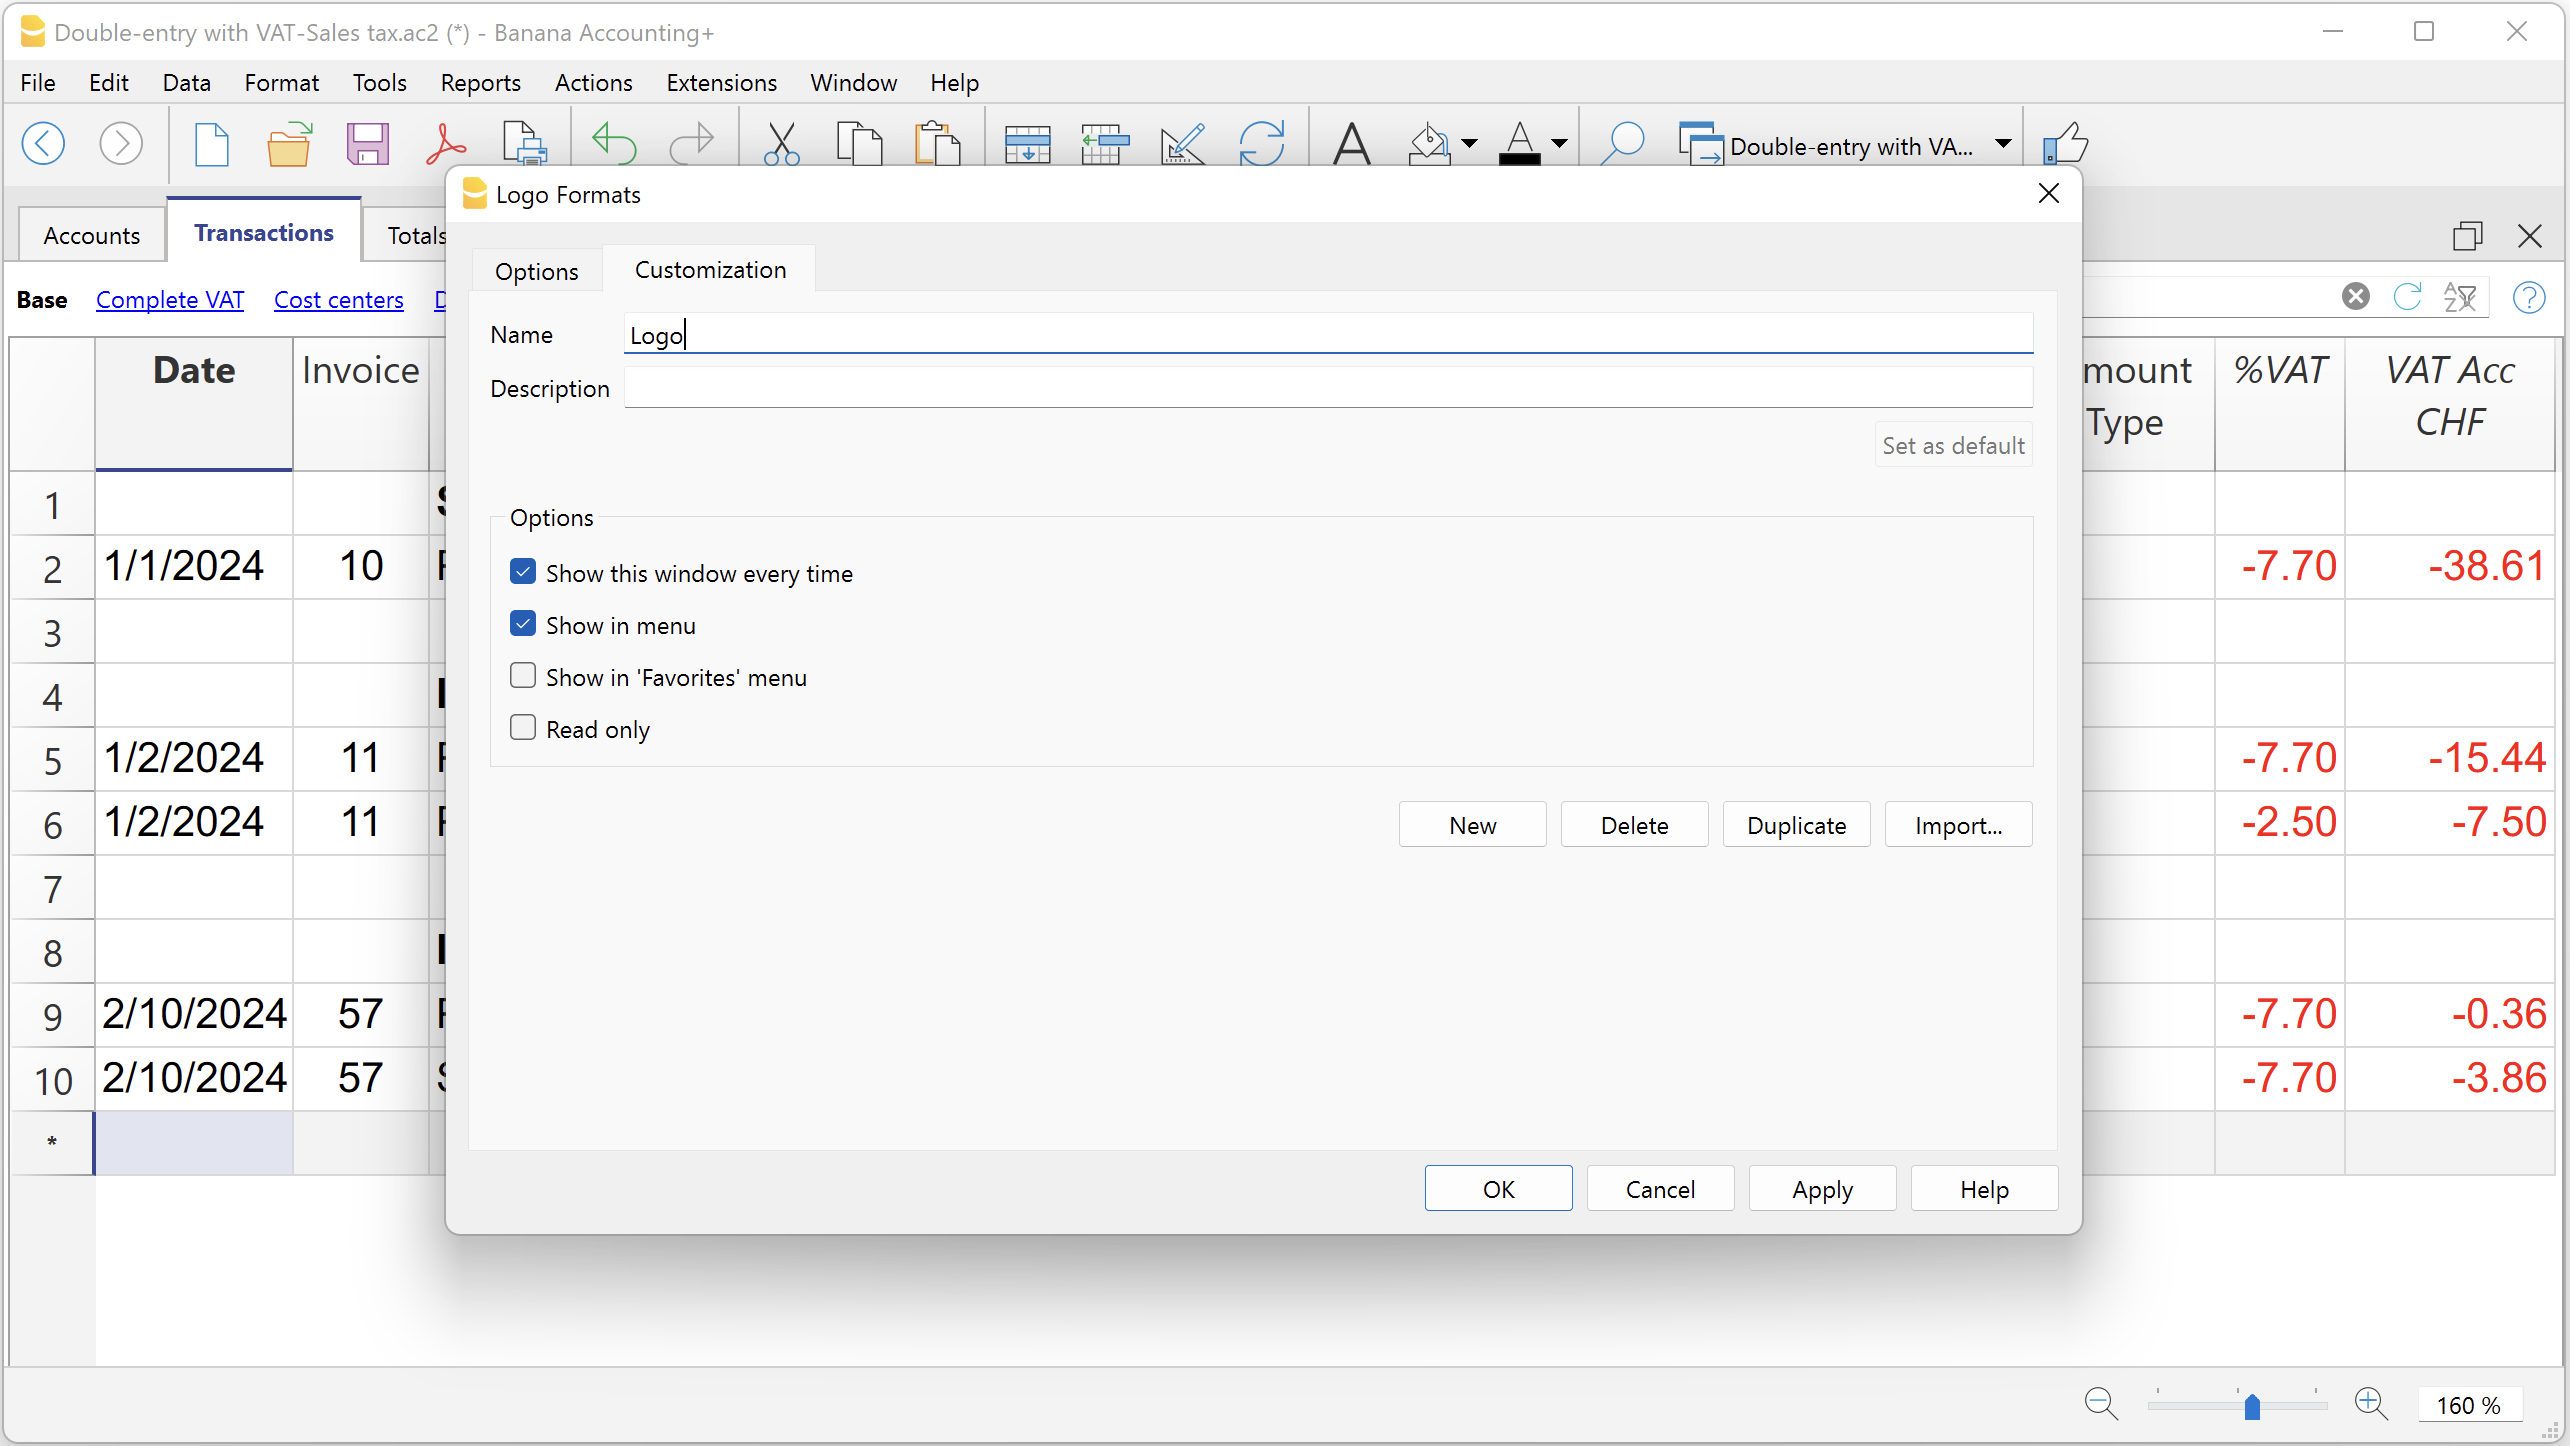 Double-entry with VAT-Sales tax.ac2 (*) - Banana Accounting+
File Edit Data Format Tools Reports Actions Extensions Window Help
Double-entry with VA...
Logo Formats
Accounts Transactions Totals
Options Customization
Base Complete VAT Cost centers
Name Logo
Description
Set as default
Date Invoice mount Type %VAT VAT Acc CHF
Options
Show this window every time
Show in menu
Show in 'Favorites' menu
Read only
New Delete Duplicate Import...
OK Cancel Apply Help
1
2 1/1/2024 10 -7.70 -38.61
3
4
5 1/2/2024 11 -7.70 -15.44
6 1/2/2024 11 -2.50 -7.50
7
8
9 2/10/2024 57 -7.70 -0.36
10 2/10/2024 57 -7.70 -3.86
*
160 %